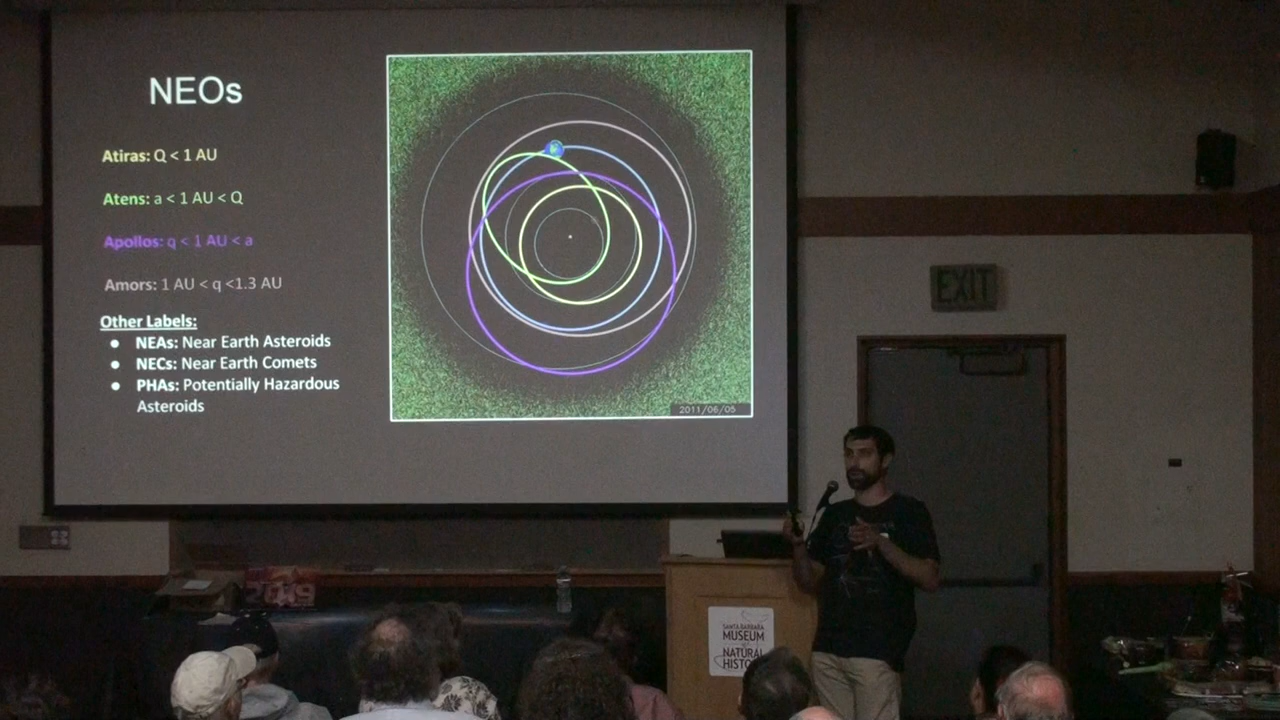 NEOs
Atiras: Q < 1 AU
Atens: a < 1 AU < Q
Apollos: q < 1 AU < a
Amors: 1 AU < q <1.3 AU
Other Labels:
● NEAs: Near Earth Asteroids
● NECs: Near Earth Comets
● PHAs: Potentially Hazardous
Asteroids
2011/06/05
EXIT
2019
SANTA BARBARA
MUSEUM
NATURAL